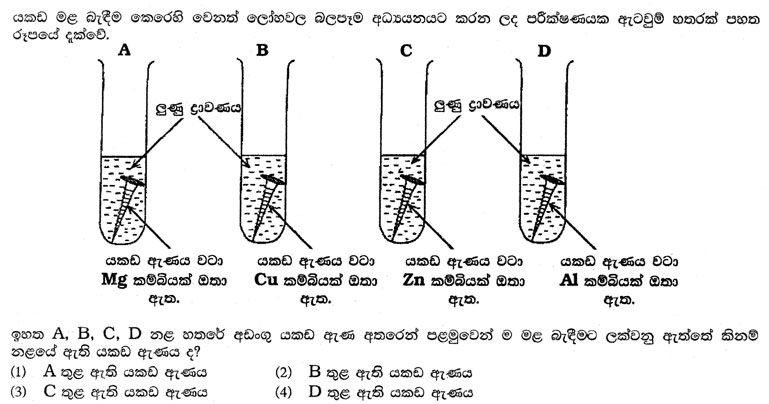 යකඩ මළ බැඳීම කෙරෙහි වෙනත් ලෝහවල බලපෑම අධ්‍යයනයට කරන ලද පරීක්ෂණයක ඇටවුම් හතරක් පහත
රූපයේ දැක්වේ.
A B C D
ලුණු ද්‍රාවණය ලුණු ද්‍රාවණය
යකඩ ඇණය වටා යකඩ ඇණය වටා යකඩ ඇණය වටා යකඩ ඇණය වටා
Mg කම්බියක් ඔතා Cu කම්බියක් ඔතා Zn කම්බියක් ඔතා Al කම්බියක් ඔතා
ඇත. ඇත. ඇත. ඇත.
ඉහත A, B, C, D නළ හතරේ අඩංගු යකඩ ඇණ අතරෙන් පළමුවෙන් ම මළ බැඳීමට ලක්වනු ඇත්තේ කිනම්
නළයේ ඇති යකඩ ඇණය ද?
(1) A තුළ ඇති යකඩ ඇණය (2) B තුළ ඇති යකඩ ඇණය
(3) C තුළ ඇති යකඩ ඇණය (4) D තුළ ඇති යකඩ ඇණය